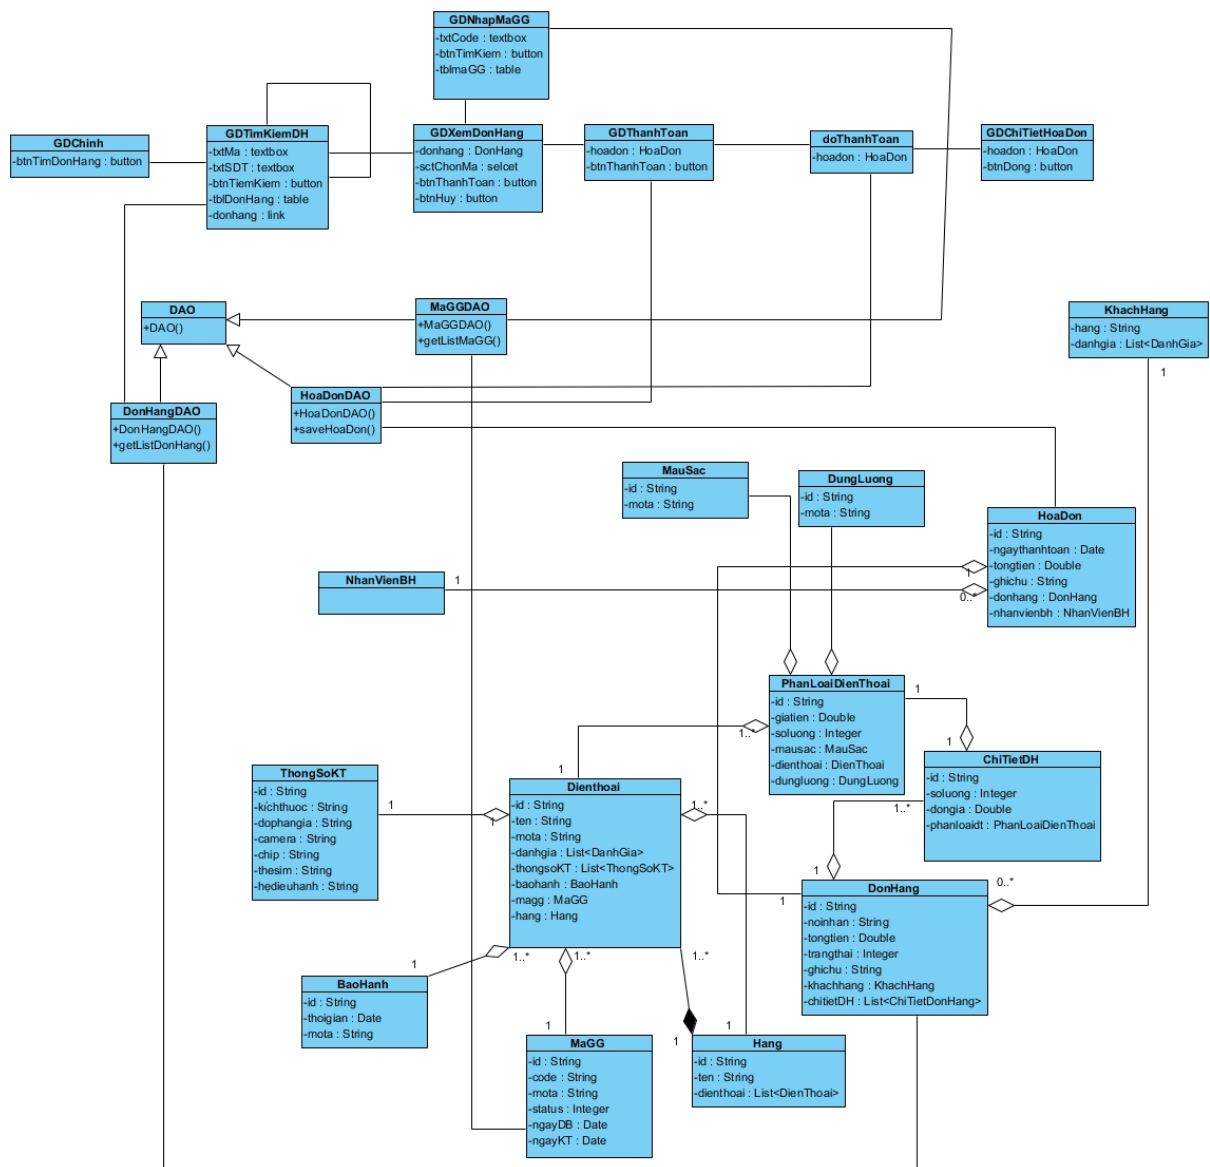 GDNhapMaGG
-txtCode : textbox
-btnTimKiem : button
-tblmaGG : table
GDChinh
-btnTimDonHang : button
GDTimKiemDH
-txtMa : textbox
-txtSDT : textbox
-btnTiemKiem : button
-tblDonHang : table
-donhang : link
GDXemDonHang
-donhang : DonHang
-sctChonMa : selcet
-btnThanhToan : button
-btnHuy : button
GDThanhToan
-hoadon : HoaDon
-btnThanhToan : button
doThanhToan
-hoadon : HoaDon
GDChiTietHoaDon
-hoadon : HoaDon
-btnDong : button
DAO
+DAO()
MaGGDAO
+MaGGDAO()
+getListMaGG()
KhachHang
-hang : String
-danhgia : List<DanhGia>
1
DonHangDAO
+DonHangDAO()
+getListDonHang()
HoaDonDAO
+HoaDonDAO()
+saveHoaDon()
MauSac
-id : String
-mota : String
DungLuong
-id : String
-mota : String
HoaDon
-id : String
-ngaythanhtoan : Date
-tongtien : Double
-ghichu : String
-donhang : DonHang
-nhanvienbh : NhanVienBH
1
0..*
NhanVienBH
1
PhanLoaiDienThoai
-id : String
-giatien : Double
-soluong : Integer
-mausac : MauSac
-dienthoai : DienThoai
-dungluong : DungLuong
1
1..*
1
ChiTietDH
-id : String
-soluong : Integer
-dongia : Double
-phanloaidt : PhanLoaiDienThoai
1
1..*
ThongSoKT
-id : String
-kíchthuoc : String
-dophangia : String
-camera : String
-chip : String
-thesim : String
-hẹdieuhanh : String
1
1
Dienthoai
-id : String
-ten : String
-mota : String
-danhgia : List<DanhGia>
-thongsoKT : List<ThongSoKT>
-baohanh : BaoHanh
-magg : MaGG
-hang : Hang
1..*
1..*
1..*
1..*
1
1
DonHang
-id : String
-noinhan : String
-tongtien : Double
-trangthai : Integer
-ghichu : String
-khachhang : KhachHang
-chitietDH : List<ChiTietDonHang>
0..*
1
BaoHanh
-id : String
-thoigian : Date
-mota : String
1
MaGG
-id : String
-code : String
-mota : String
-status : Integer
-ngayDB : Date
-ngayKT : Date
1
1
Hang
-id : String
-ten : String
-dienthoai : List<DienThoai>